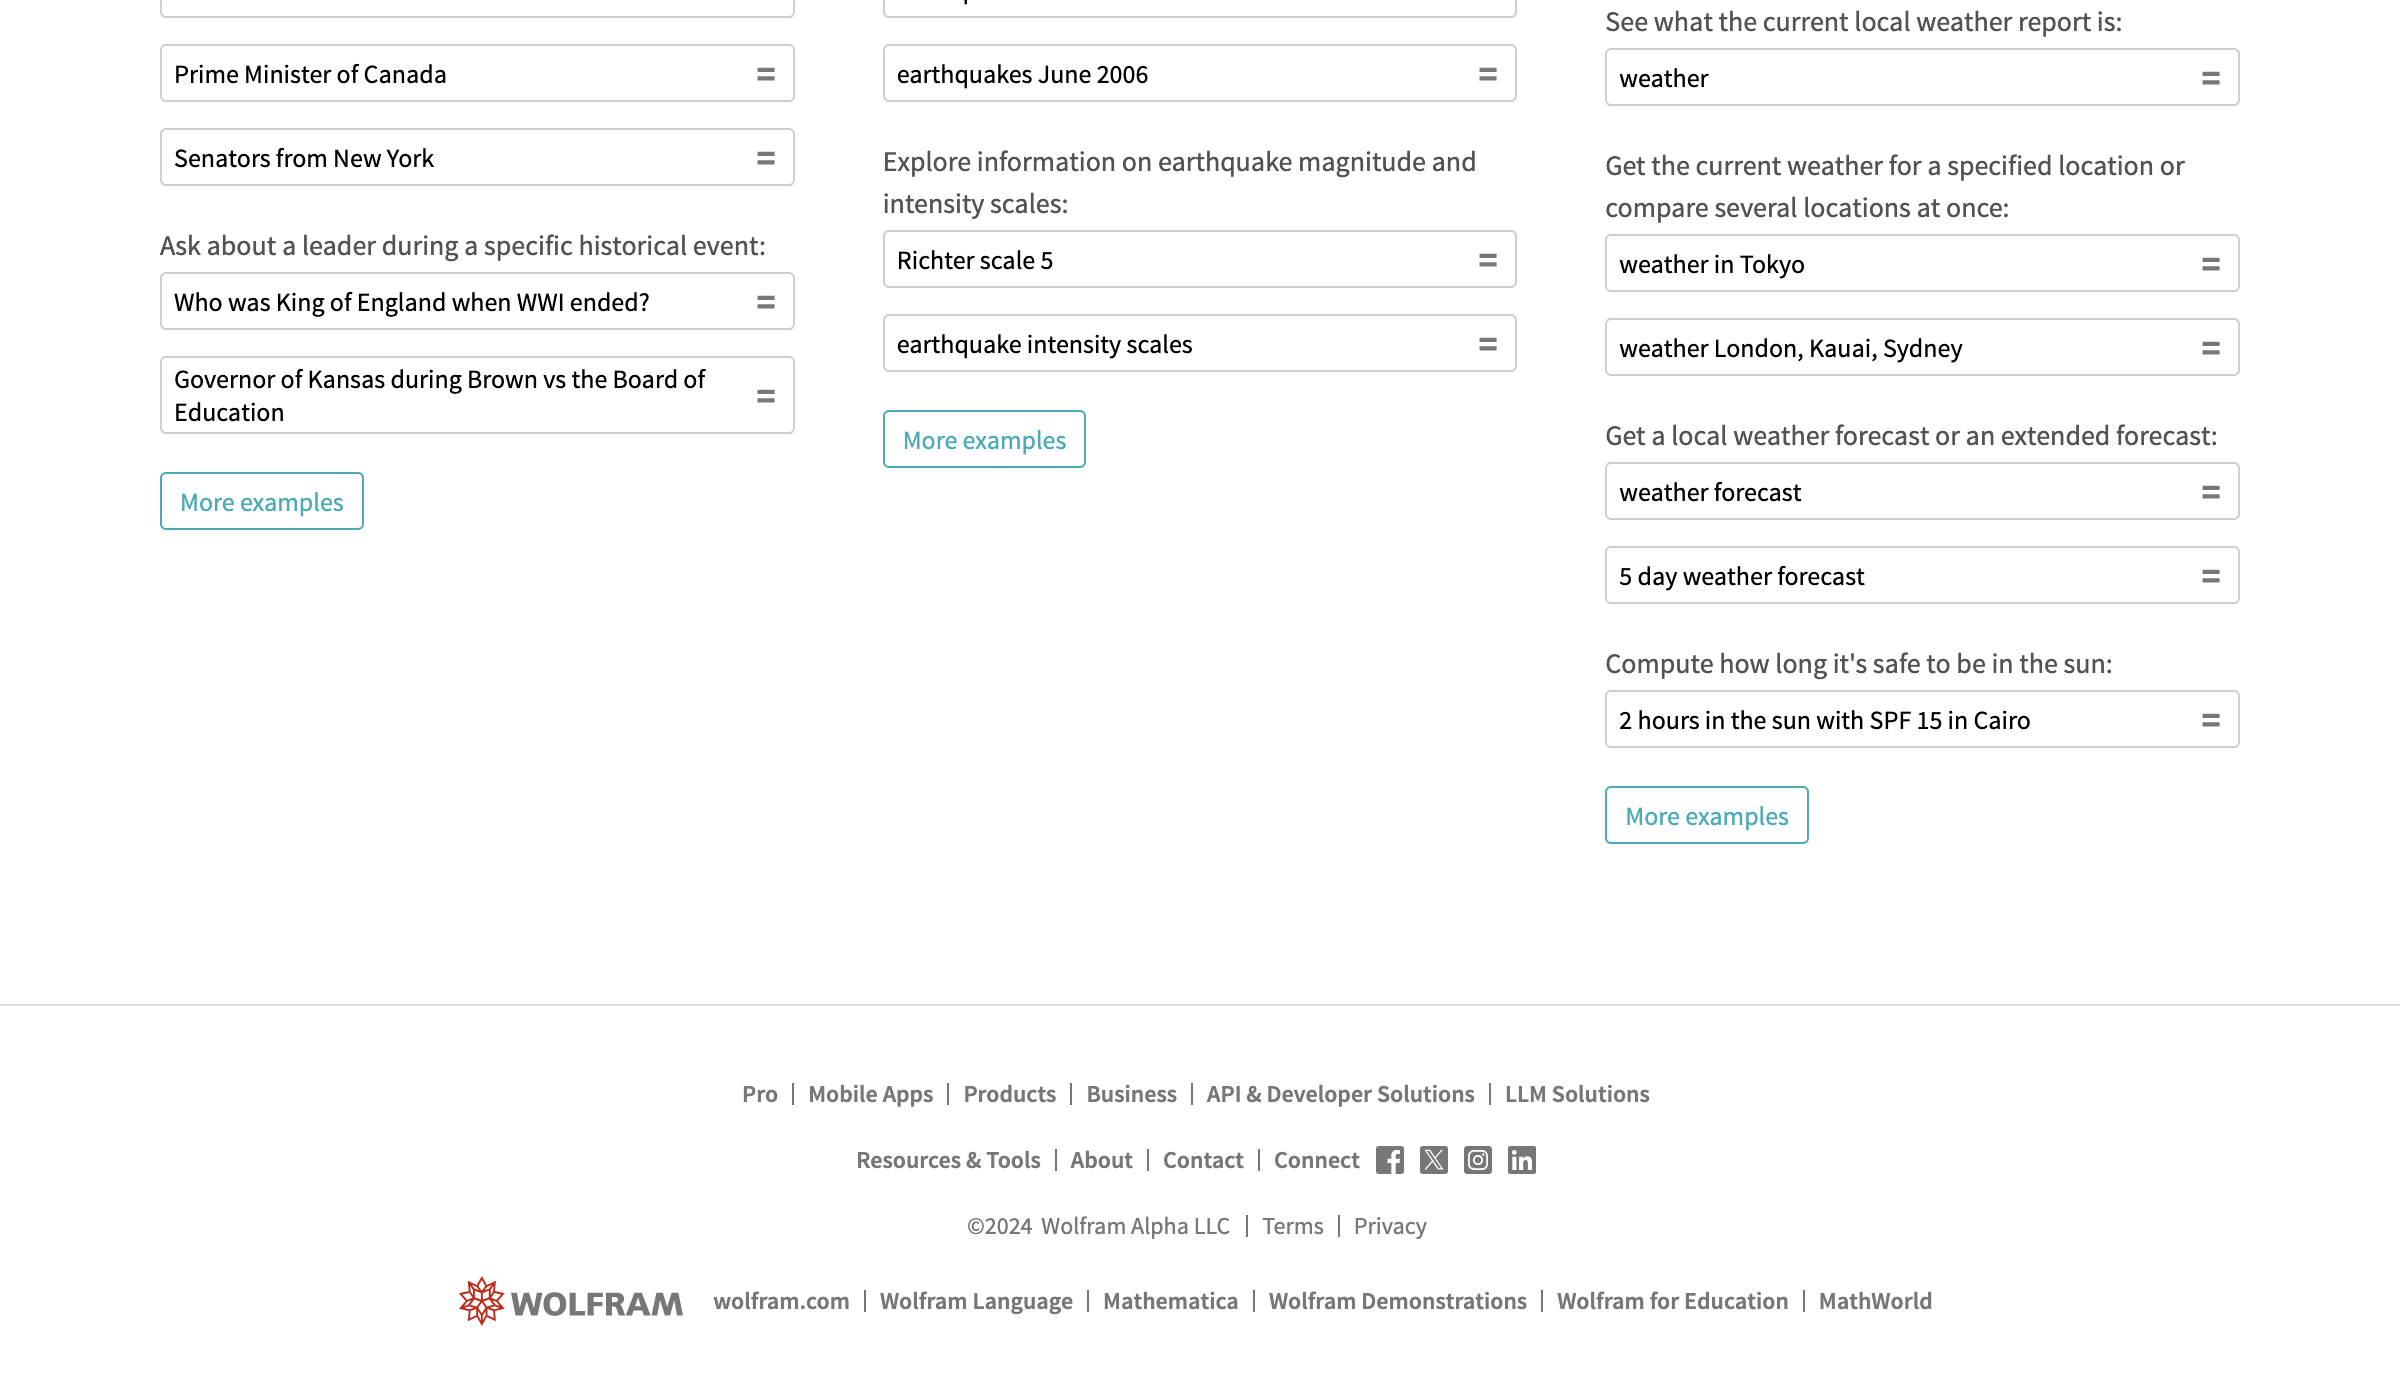 Prime Minister of Canada
Senators from New York
Ask about a leader during a specific historical event:
Who was King of England when WWI ended?
Governor of Kansas during Brown vs the Board of
Education
More examples
earthquakes June 2006
Explore information on earthquake magnitude and
intensity scales:
Richter scale 5
earthquake intensity scales
More examples
See what the current local weather report is:
weather
Get the current weather for a specified location or
compare several locations at once:
weather in Tokyo
weather London, Kauai, Sydney
Get a local weather forecast or an extended forecast:
weather forecast
5 day weather forecast
Compute how long it's safe to be in the sun:
2 hours in the sun with SPF 15 in Cairo
More examples
Pro | Mobile Apps | Products | Business | API & Developer Solutions | LLM Solutions
Resources & Tools | About | Contact | Connect
©2024 Wolfram Alpha LLC | Terms | Privacy
WOLFRAM wolfram.com | Wolfram Language | Mathematica | Wolfram Demonstrations | Wolfram for Education | MathWorld